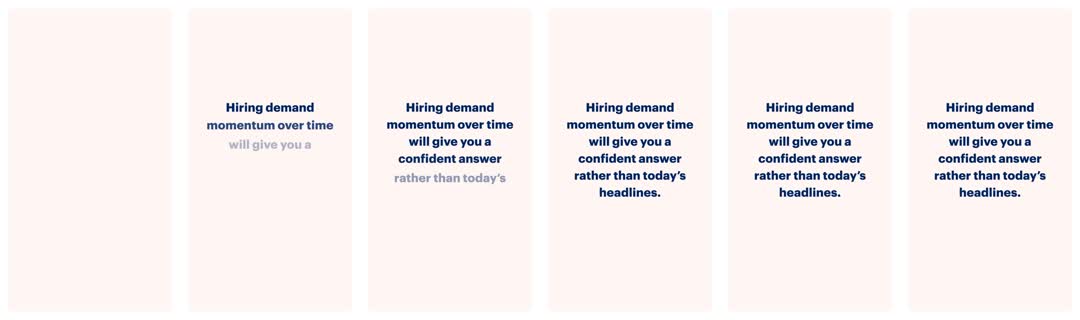 Hiring demand
momentum over time
will give you a
Hiring demand
momentum over time
will give you a
confident answer
rather than today's
Hiring demand
momentum over time
will give you a
confident answer
rather than today's
headlines.
Hiring demand
momentum over time
will give you a
confident answer
rather than today's
headlines.
Hiring demand
momentum over time
will give you a
confident answer
rather than today's
headlines.